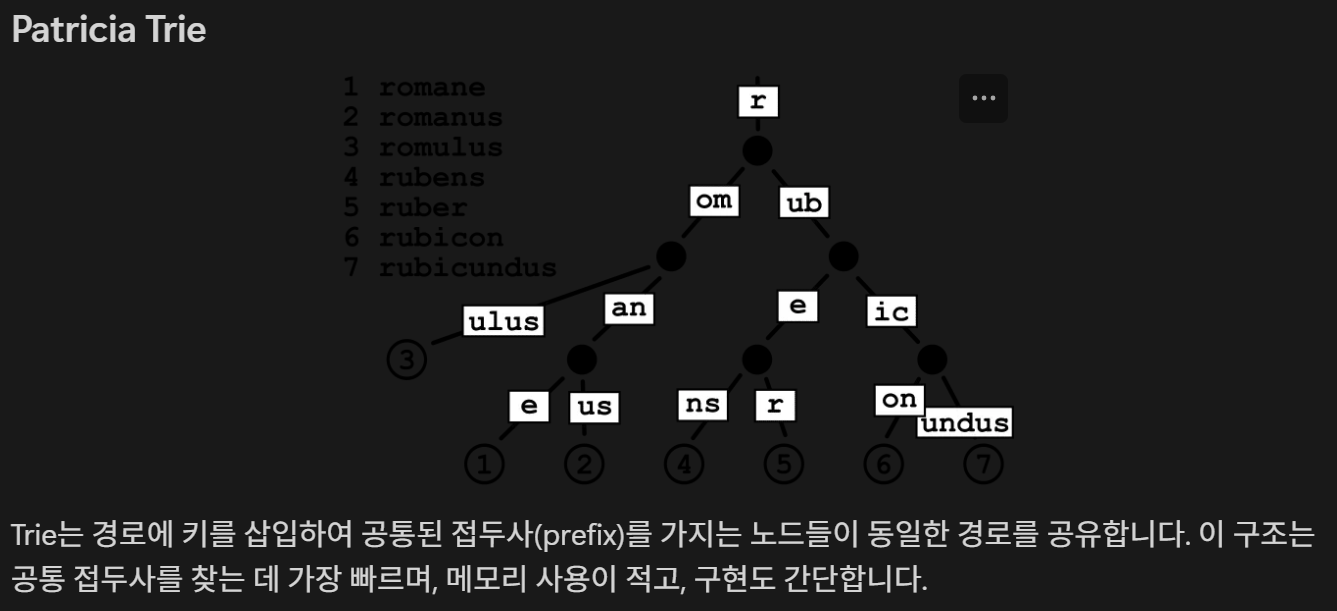 Patricia Trie
1 romane
2 romanus
3 romulus
4 rubens
5 ruber
6 rubicon
7 rubicundus
r
om
ub
ulus
an
e
ic
3
e
us
ns
r
on
undus
1
2
4
5
6
7
Trie는 경로에 키를 삽입하여 공통된 접두사(prefix)를 가지는 노드들이 동일한 경로를 공유합니다. 이 구조는
공통 접두사를 찾는 데 가장 빠르며, 메모리 사용이 적고, 구현도 간단합니다.